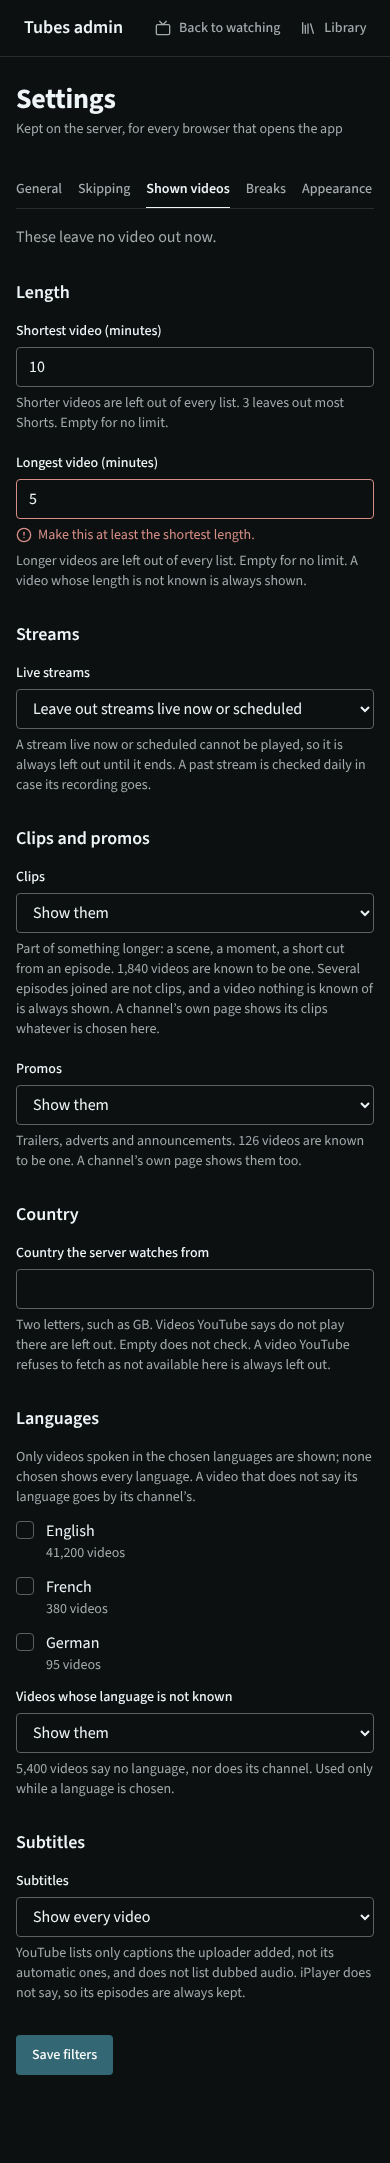 Tubes admin
Back to watching
Library
Settings
Kept on the server, for every browser that opens the app
General
Skipping
Shown videos
Breaks
Appearance
These leave no video out now.
Length
Shortest video (minutes)
10
Shorter videos are left out of every list. 3 leaves out most
Shorts. Empty for no limit.
Longest video (minutes)
5
Make this at least the shortest length.
Longer videos are left out of every list. Empty for no limit. A
video whose length is not known is always shown.
Streams
Live streams
Leave out streams live now or scheduled
A stream live now or scheduled cannot be played, so it is
always left out until it ends. A past stream is checked daily in
case its recording goes.
Clips and promos
Clips
Show them
Part of something longer: a scene, a moment, a short cut
from an episode. 1,840 videos are known to be one. Several
episodes joined are not clips, and a video nothing is known of
is always shown. A channel’s own page shows its clips
whatever is chosen here.
Promos
Show them
Trailers, adverts and announcements. 126 videos are known
to be one. A channel’s own page shows them too.
Country
Country the server watches from
Two letters, such as GB. Videos YouTube says do not play
there are left out. Empty does not check. A video YouTube
refuses to fetch as not available here is always left out.
Languages
Only videos spoken in the chosen languages are shown; none
chosen shows every language. A video that does not say its
language goes by its channel’s.
English
41,200 videos
French
380 videos
German
95 videos
Videos whose language is not known
Show them
5,400 videos say no language, nor does its channel. Used only
while a language is chosen.
Subtitles
Subtitles
Show every video
YouTube lists only captions the uploader added, not its
automatic ones, and does not list dubbed audio. iPlayer does
not say, so its episodes are always kept.
Save filters